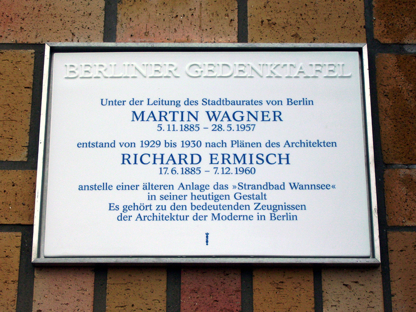 BERLINER GEDENKTAFEL
Unter der Leitung des Stadtbaurates von Berlin
MARTIN WAGNER
5.11.1885 – 28.5.1957
entstand von 1929 bis 1930 nach Plänen des Architekten
RICHARD ERMISCH
17.6.1885 – 7.12.1960
anstelle einer älteren Anlage das »Strandbad Wannsee«
in seiner heutigen Gestalt
Es gehört zu den bedeutenden Zeugnissen
der Architektur der Moderne in Berlin